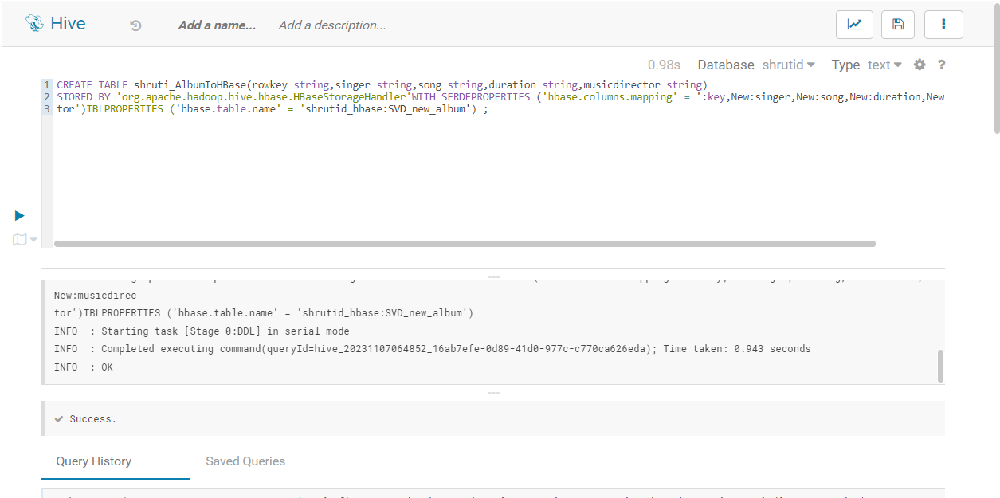 Hive Add a name... Add a description...
0.98s Database shrutid Type text ?
1 CREATE TABLE shruti_AlbumToHBase(rowkey string,singer string,song string,duration string,musicdirector string)
2 STORED BY 'org.apache.hadoop.hive.hbase.HBaseStorageHandler'WITH SERDEPROPERTIES ('hbase.columns.mapping' = ':key,New:singer,New:song,New:duration,New
3 tor')TBLPROPERTIES ('hbase.table.name' = 'shrutid_hbase:SVD_new_album') ;
New:musicdirec
tor')TBLPROPERTIES ('hbase.table.name' = 'shrutid_hbase:SVD_new_album')
INFO : Starting task [Stage-0:DDL] in serial mode
INFO : Completed executing command(queryId=hive_20231107064852_16ab7efe-0d89-41d0-977c-c770ca626eda); Time taken: 0.943 seconds
INFO : OK
Success.
Query History Saved Queries